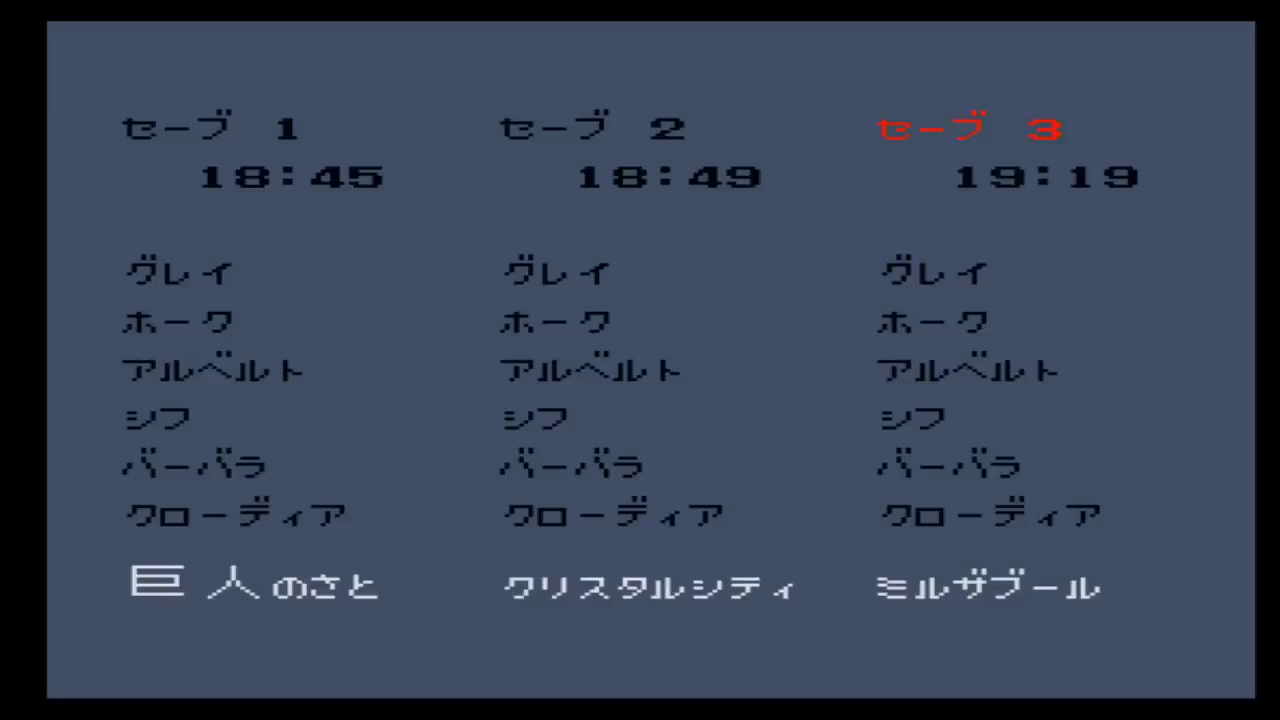 セーブ 1
18:45
グレイ
ホーク
アルベルト
シフ
バーバラ
クローディア
巨人のさと
セーブ 2
18:49
グレイ
ホーク
アルベルト
シフ
バーバラ
クローディア
クリスタルシティ
セーブ 3
19:19
グレイ
ホーク
アルベルト
シフ
バーバラ
クローディア
ミルザブール